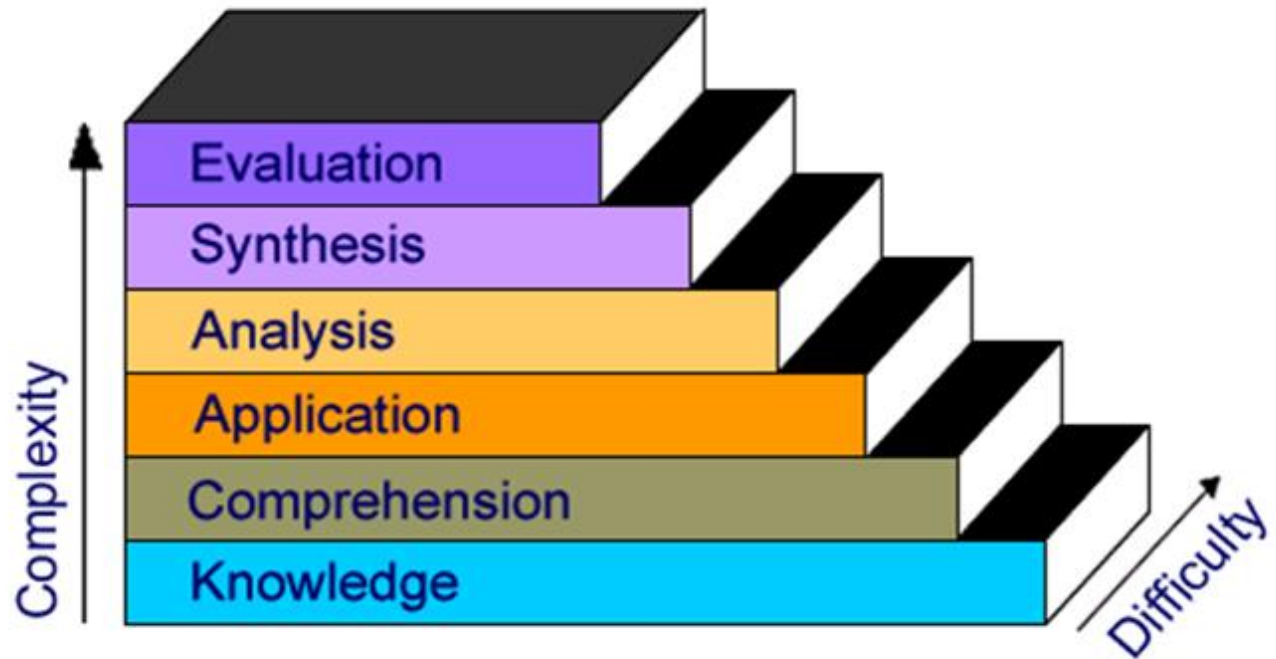 Evaluation
Synthesis
Analysis
Application
Comprehension
Knowledge
Complexity
Difficulty